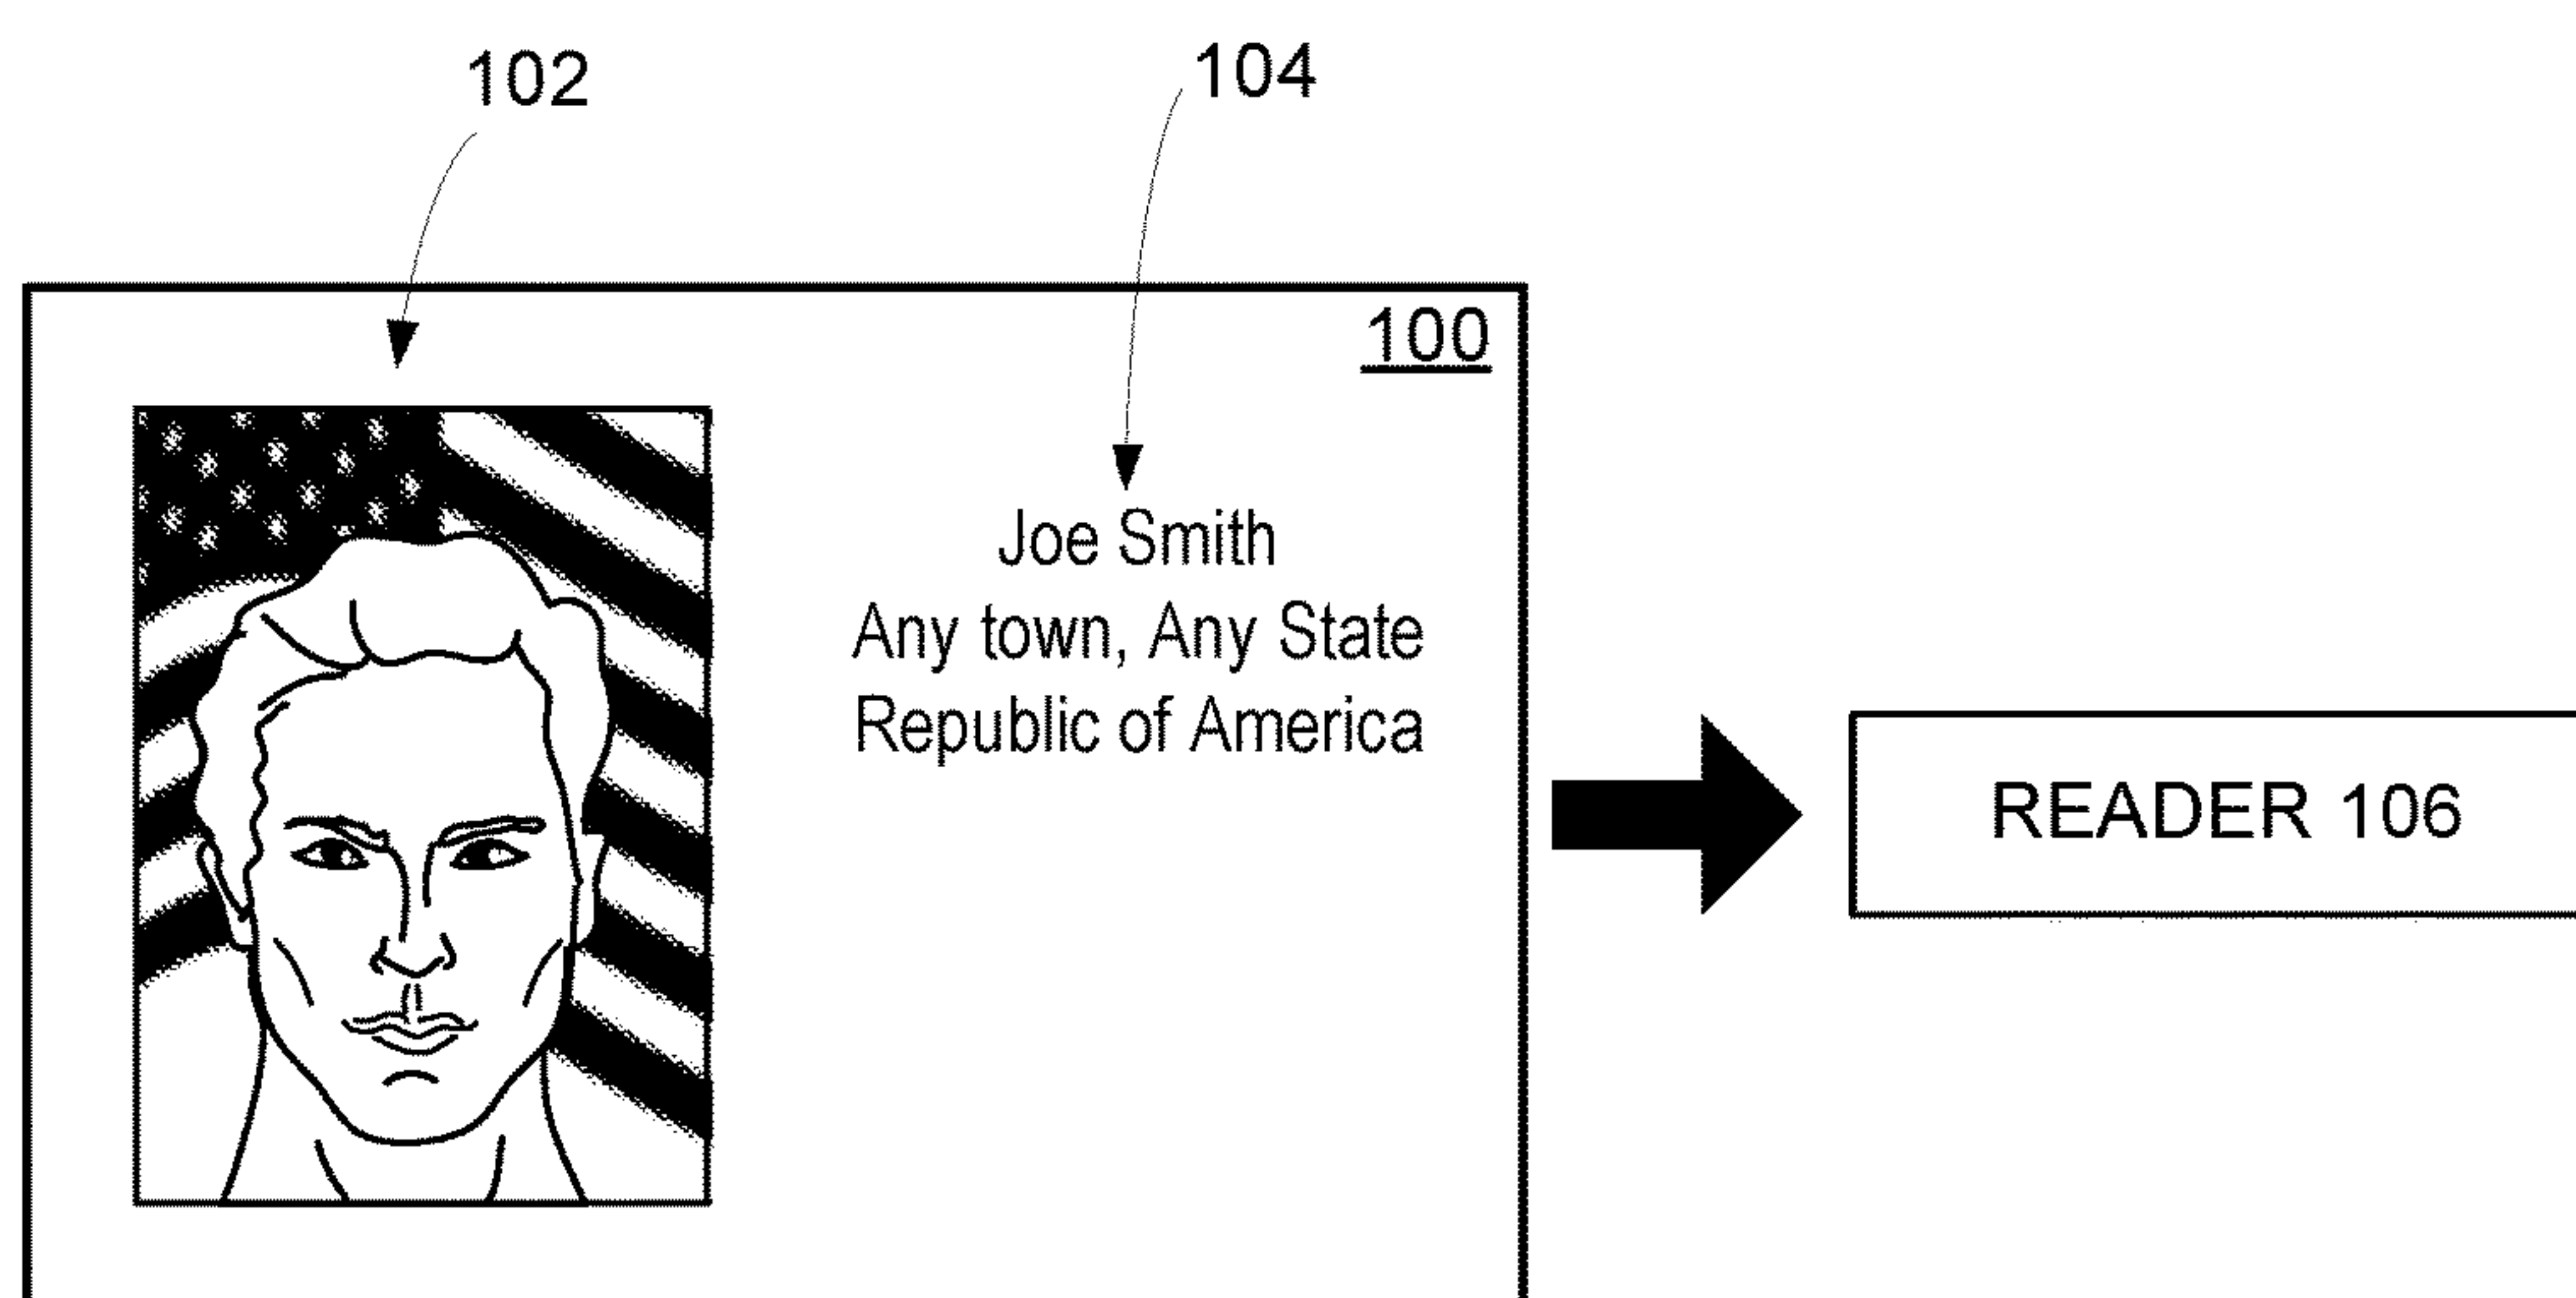 102
104
100
Joe Smith
Any town, Any State
Republic of America
READER 106